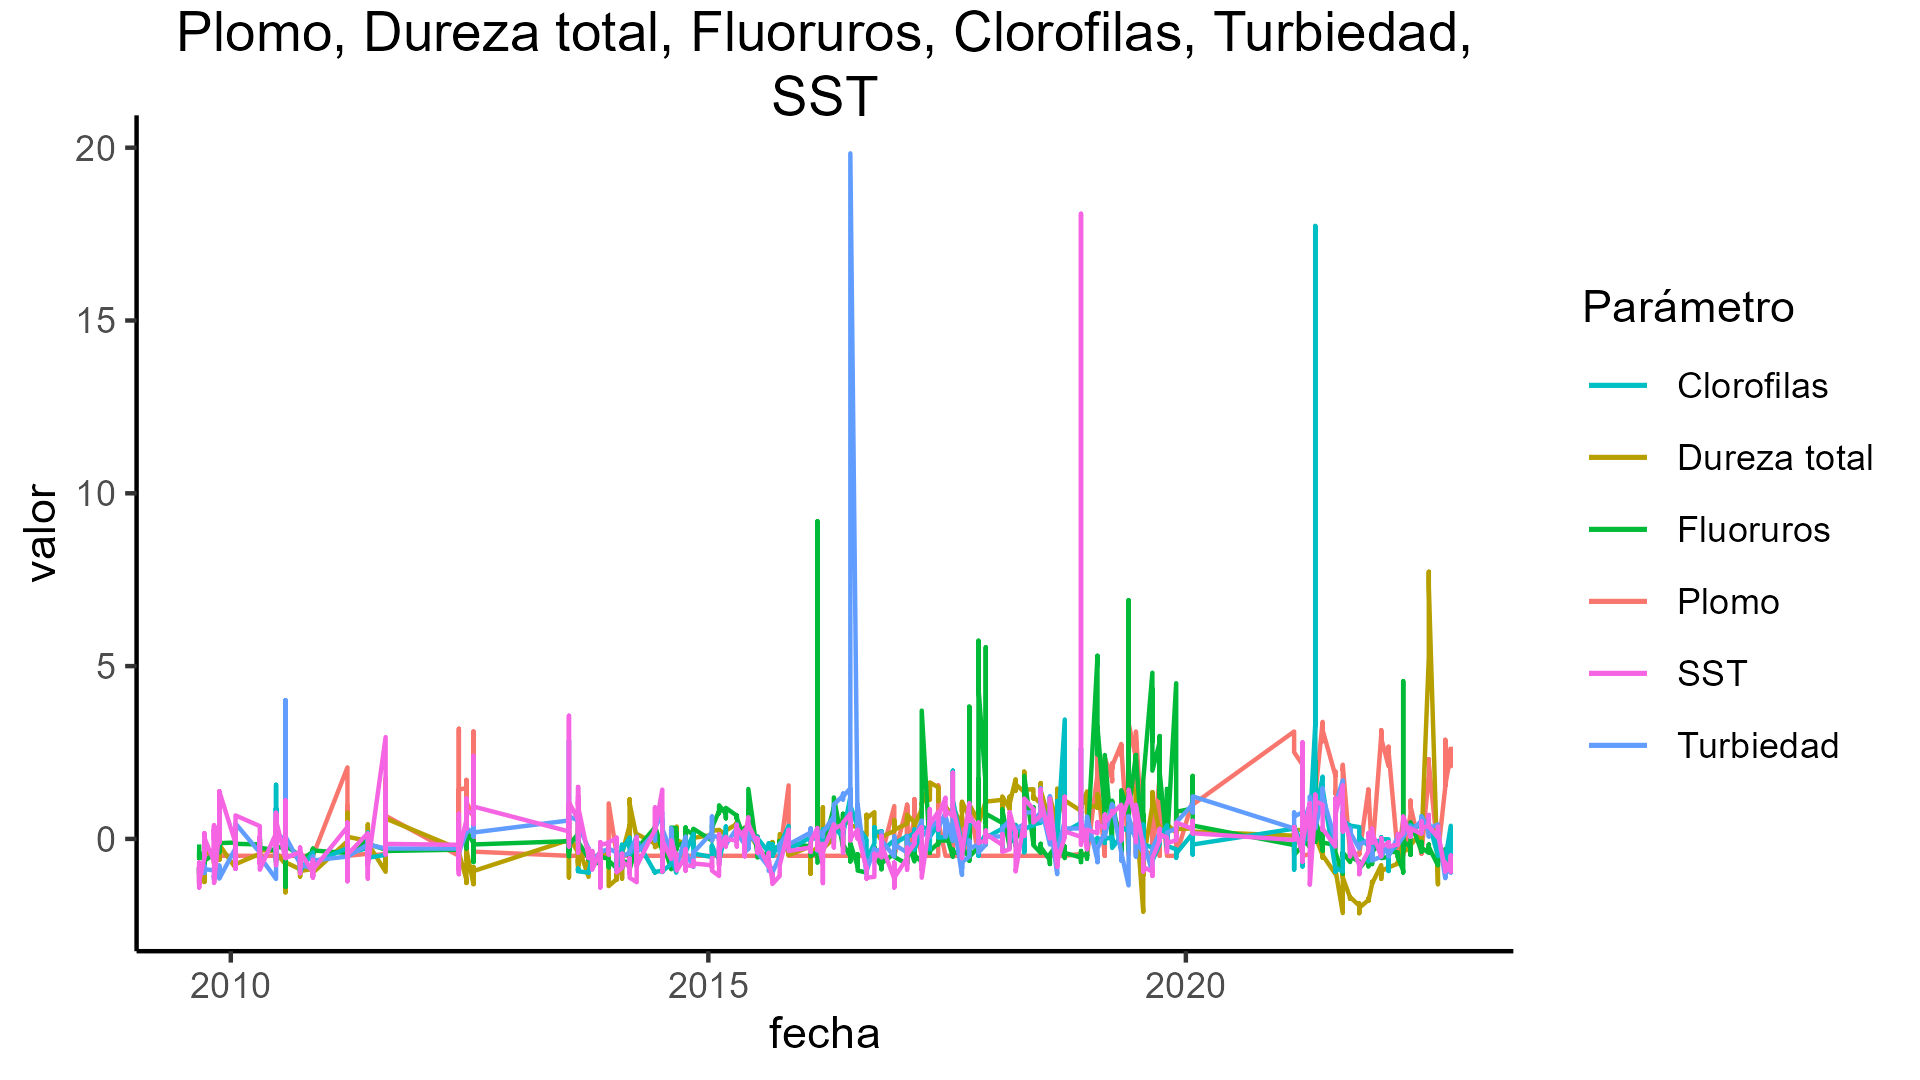 Plomo, Dureza total, Fluoruros, Clorofilas, Turbiedad,
SST
20
15
10
5
0
valor
2010
2015
2020
fecha
Parámetro
Clorofilas
Dureza total
Fluoruros
Plomo
SST
Turbiedad